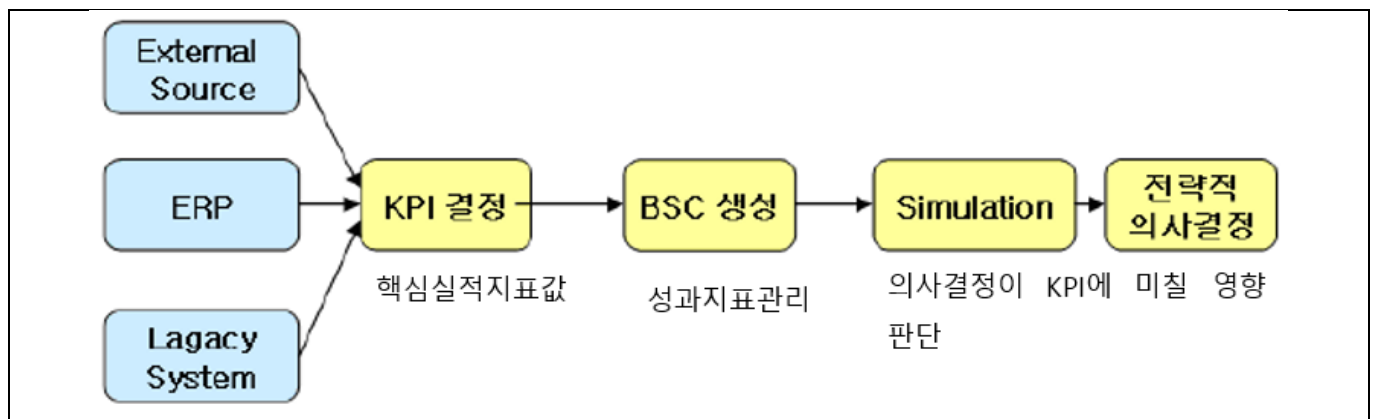 External
Source
ERP
Lagacy
System
KPI 결정
핵심실적지표값
BSC 생성
성과지표관리
Simulation
의사결정이 KPI에 미칠 영향
판단
전략적
의사결정